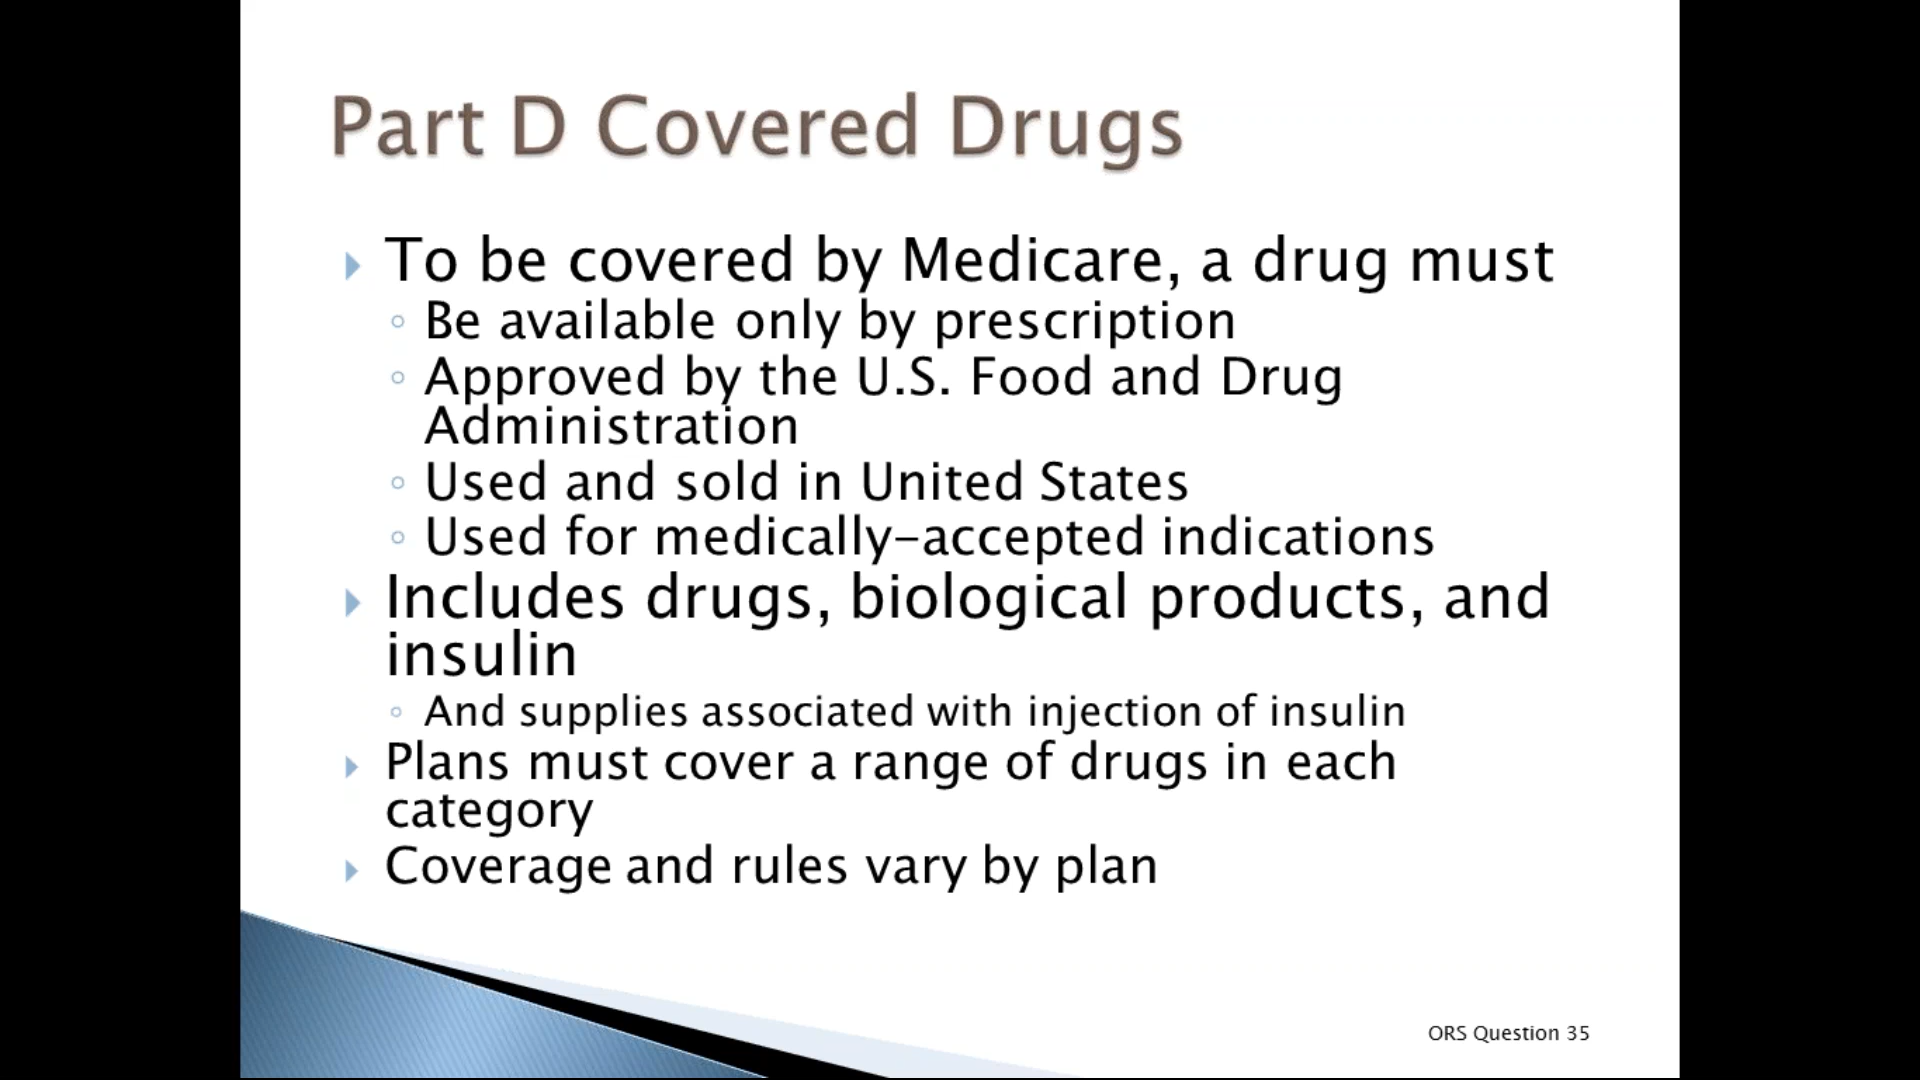 Part D Covered Drugs
To be covered by Medicare, a drug must
Be available only by prescription
Approved by the U.S. Food and Drug
Administration
Used and sold in United States
Used for medically-accepted indications
Includes drugs, biological products, and
insulin
And supplies associated with injection of insulin
Plans must cover a range of drugs in each
category
Coverage and rules vary by plan
ORS Question 35